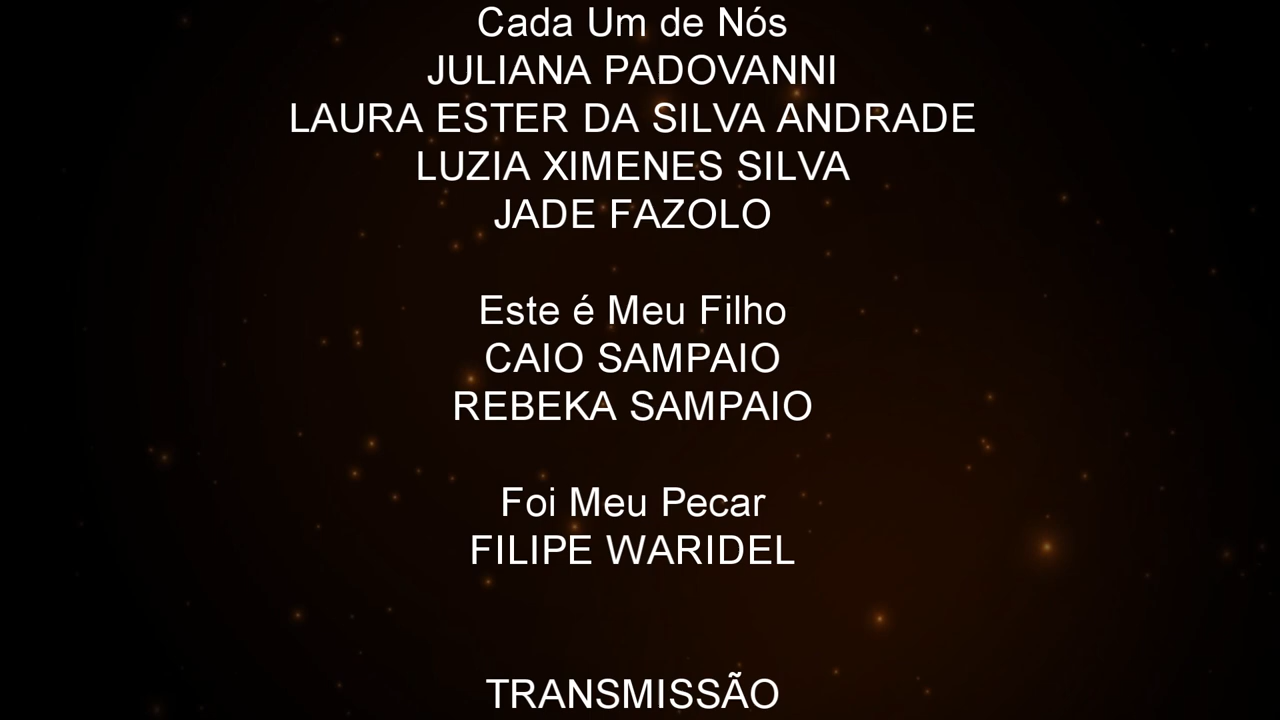 Cada Um de Nós
JULIANA PADOVANNI
LAURA ESTER DA SILVA ANDRADE
LUZIA XIMENES SILVA
JADE FAZOLO
Este é Meu Filho
CAIO SAMPAIO
REBEKA SAMPAIO
Foi Meu Pecar
FILIPE WARIDEL
TRANSMISSÃO